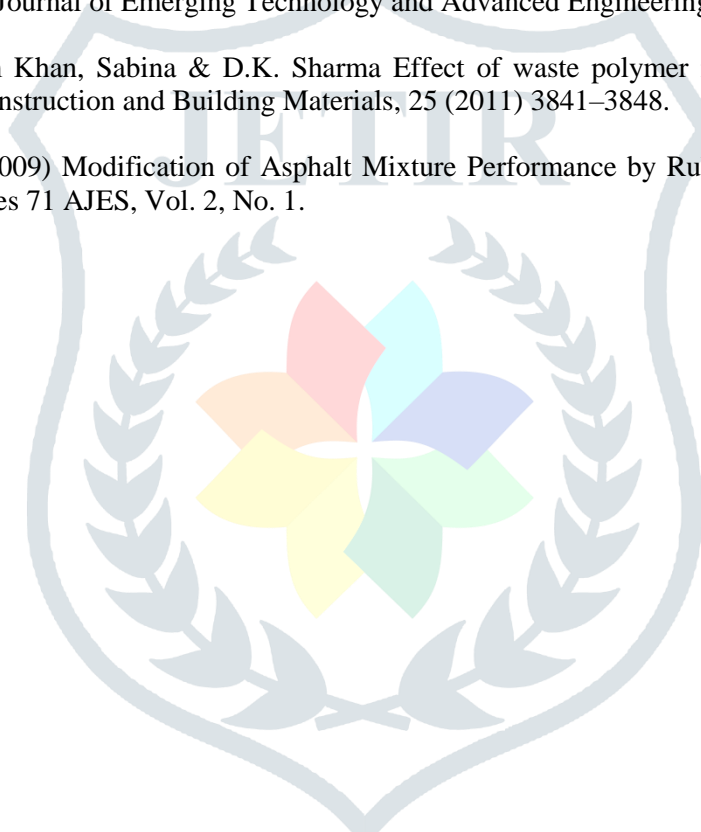 Journal of Emerging Technology and Advanced Engineering
Khan, Sabina & D.K. Sharma Effect of waste polymer
nstruction and Building Materials, 25 (2011) 3841–3848.
JETIR
009) Modification of Asphalt Mixture Performance by Ru
es 71 AJES, Vol. 2, No. 1.